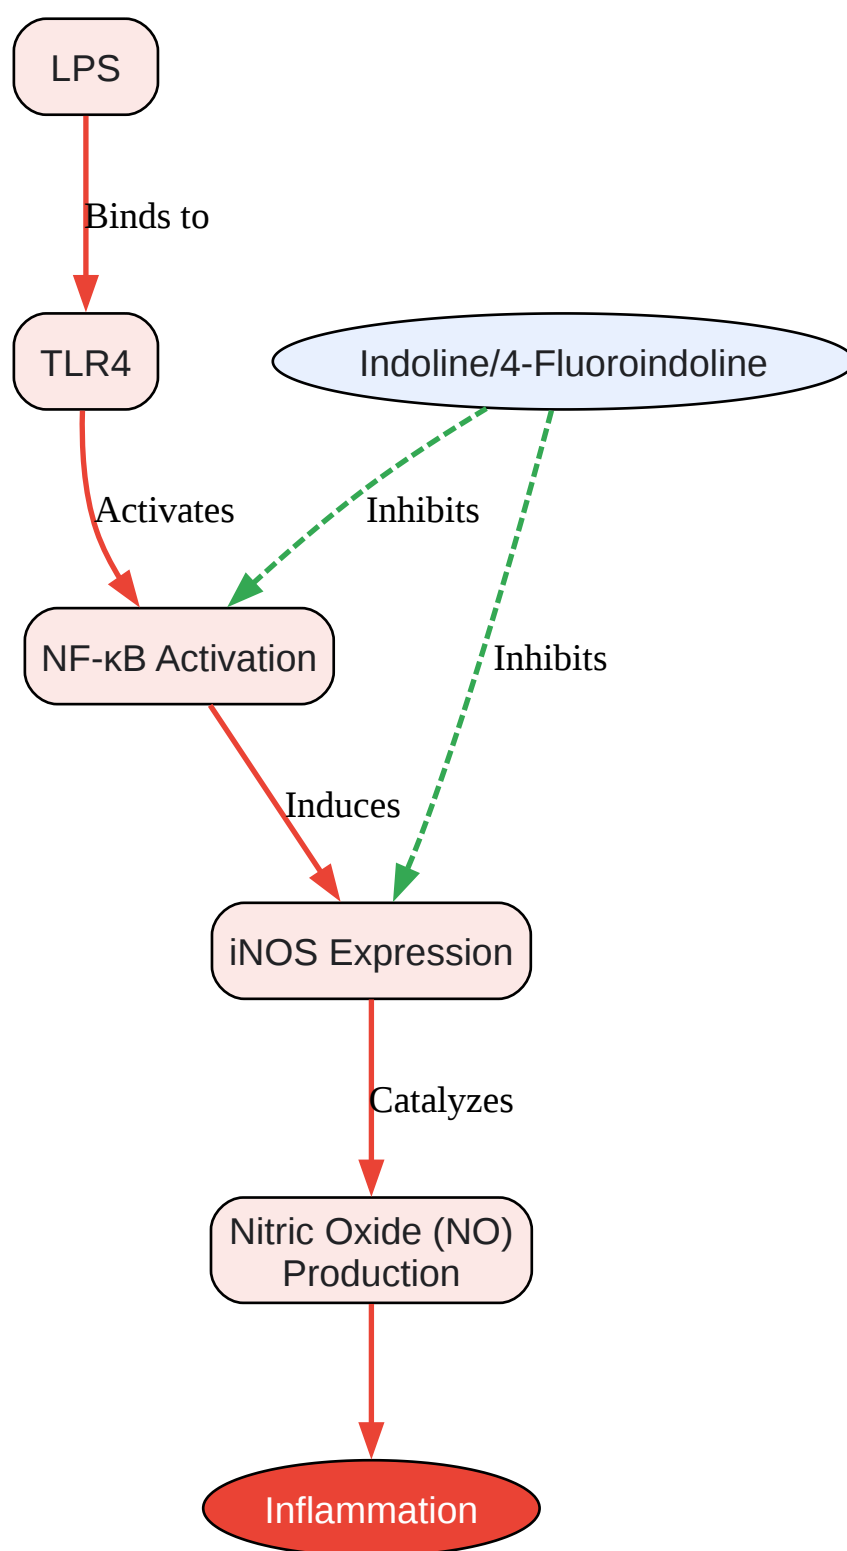 LPS
Binds to
TLR4
Indoline/4-Fluoroindoline
Activates
Inhibits
NF-κB Activation
Inhibits
Induces
iNOS Expression
Catalyzes
Nitric Oxide (NO)
Production
Inflammation